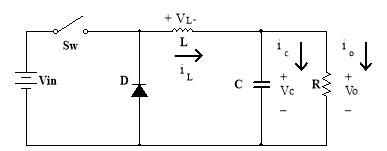 + VL-
Sw
L
ic
io
iL
Vin
D
C
+
Vc
–
R
+
Vo
–